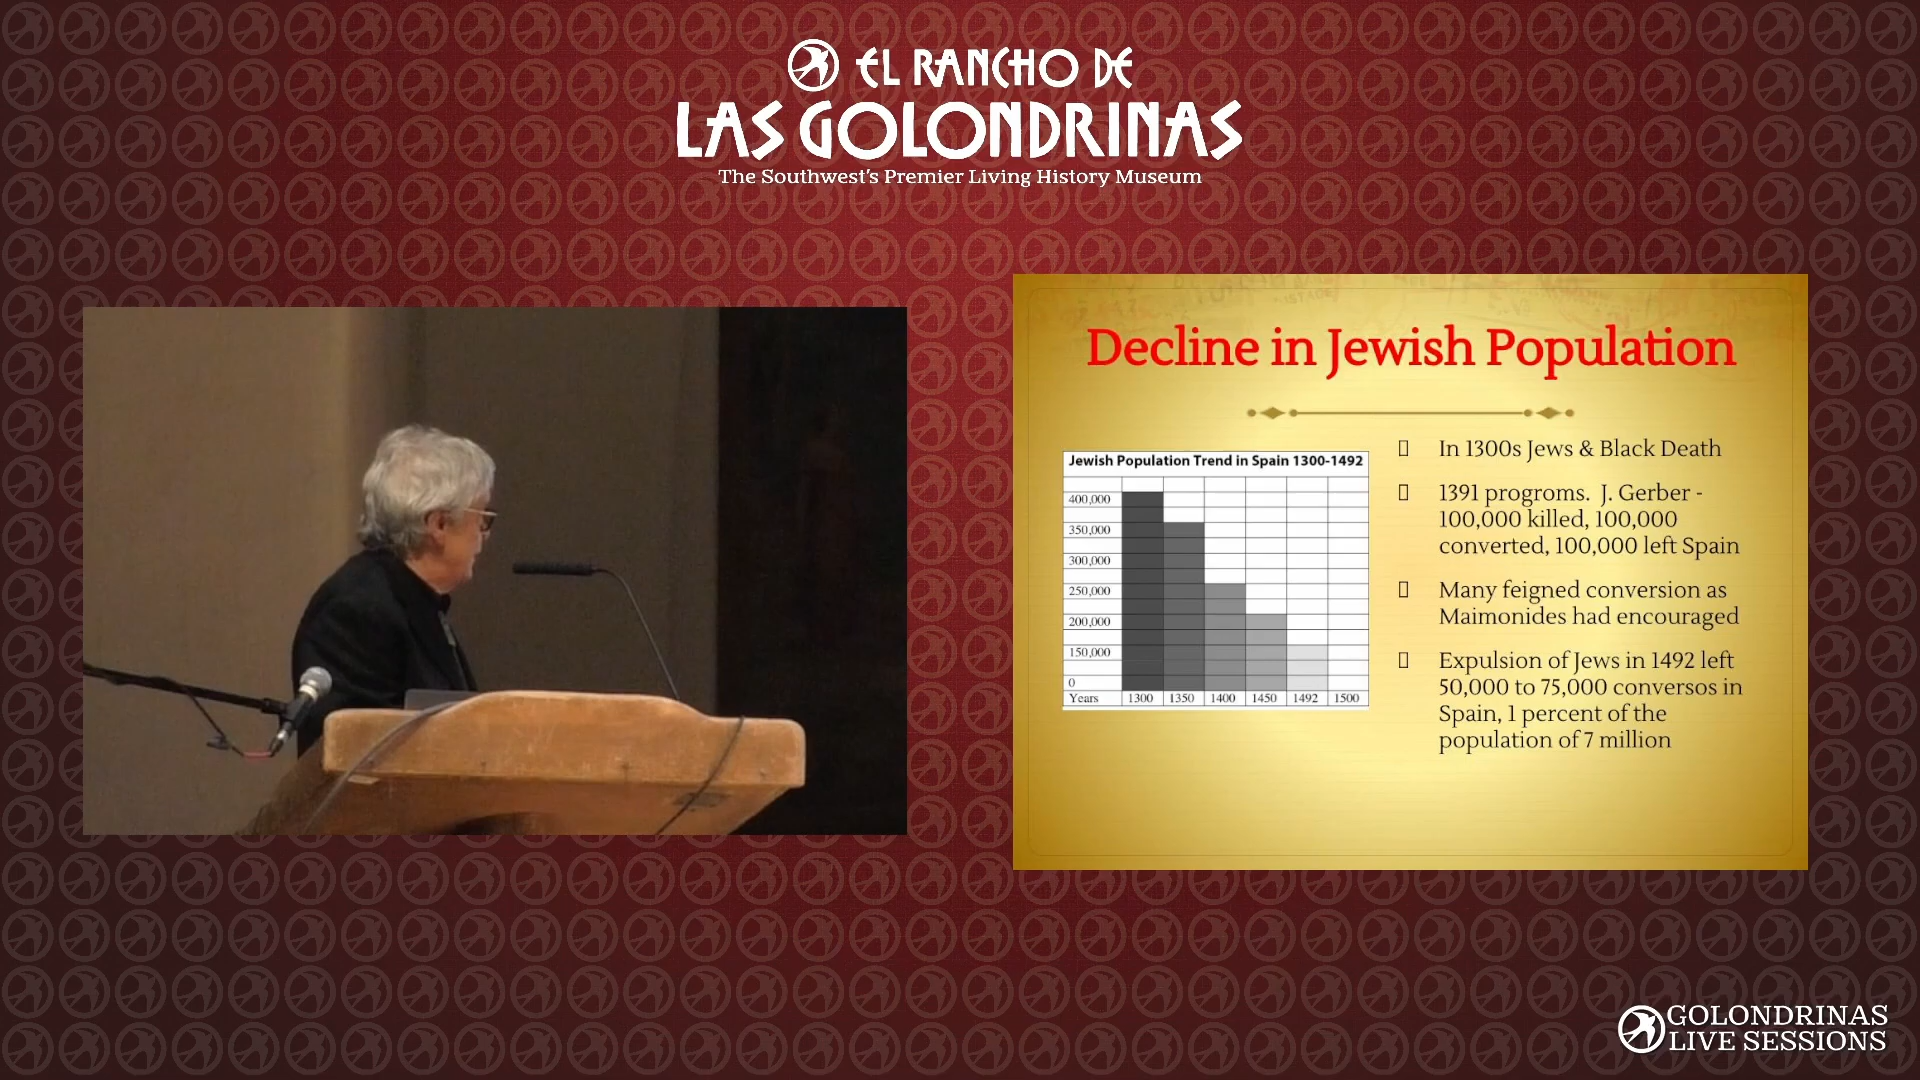 EL RANCHO DE
LAS GOLONDRINAS
The Southwest's Premier Living History Museum
Decline in Jewish Population
Jewish Population Trend in Spain 1300-1492
400,000
350,000
300,000
250,000
200,000
150,000
0
Years 1300 1350 1400 1450 1492 1500
In 1300s Jews & Black Death
1391 progroms. J. Gerber -
100,000 killed, 100,000
converted, 100,000 left Spain
Many feigned conversion as
Maimonides had encouraged
Expulsion of Jews in 1492 left
50,000 to 75,000 conversos in
Spain, 1 percent of the
population of 7 million
GOLONDRINAS
LIVE SESSIONS